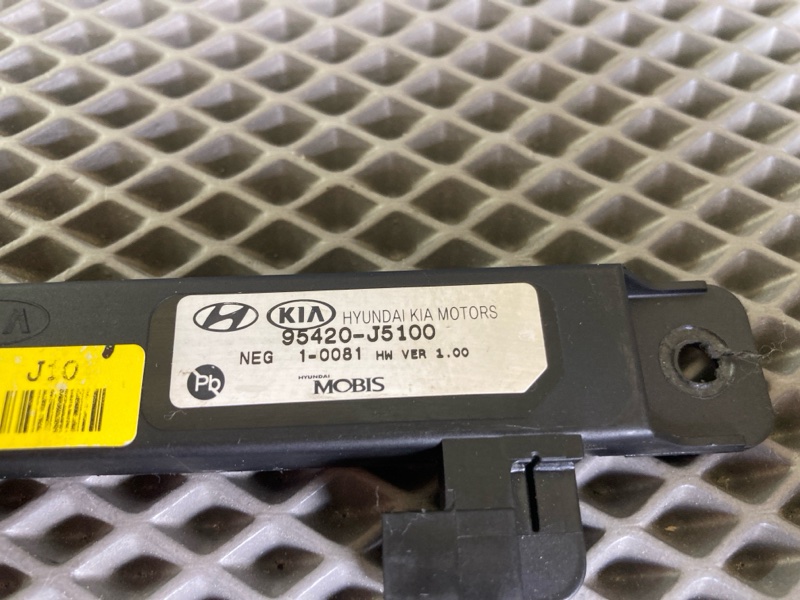 KIA HYUNDAI KIA MOTORS
95420-J5100
NEG 1-0081 HW VER 1.00
Pb
HYUNDAI
MOBIS
J10